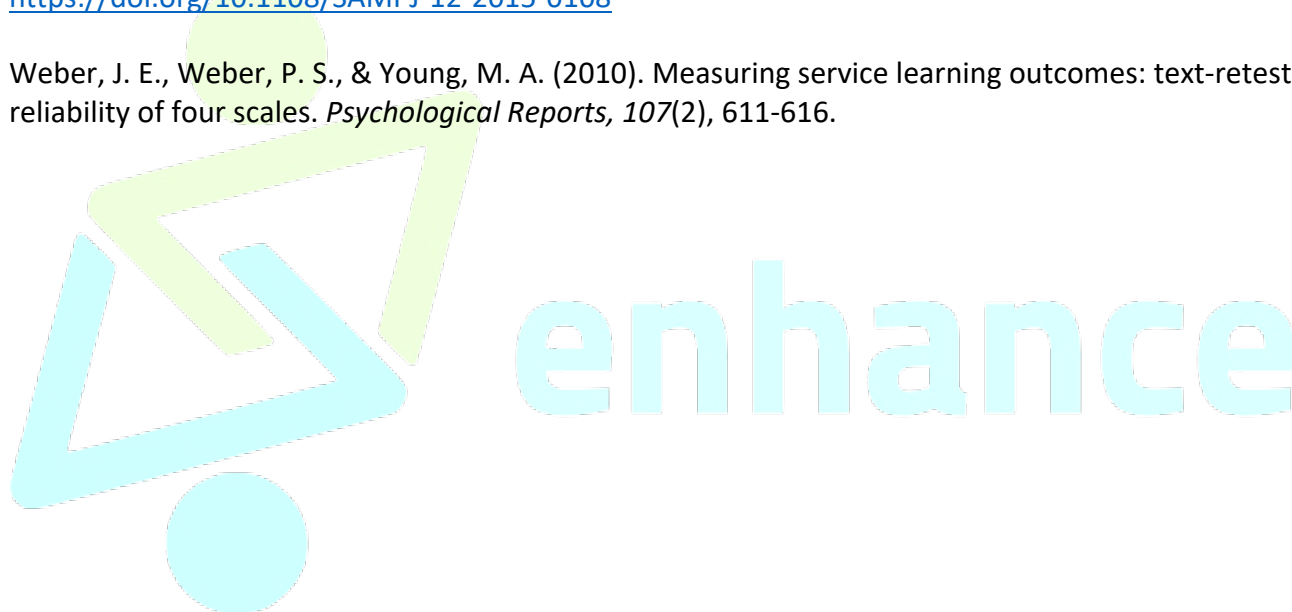 https://doi.org/10.1108/SAMPJ-12-2015-0108
Weber, J. E., Weber, P. S., & Young, M. A. (2010). Measuring service learning outcomes: text-retest
reliability of four scales. Psychological Reports, 107(2), 611-616.
enhance